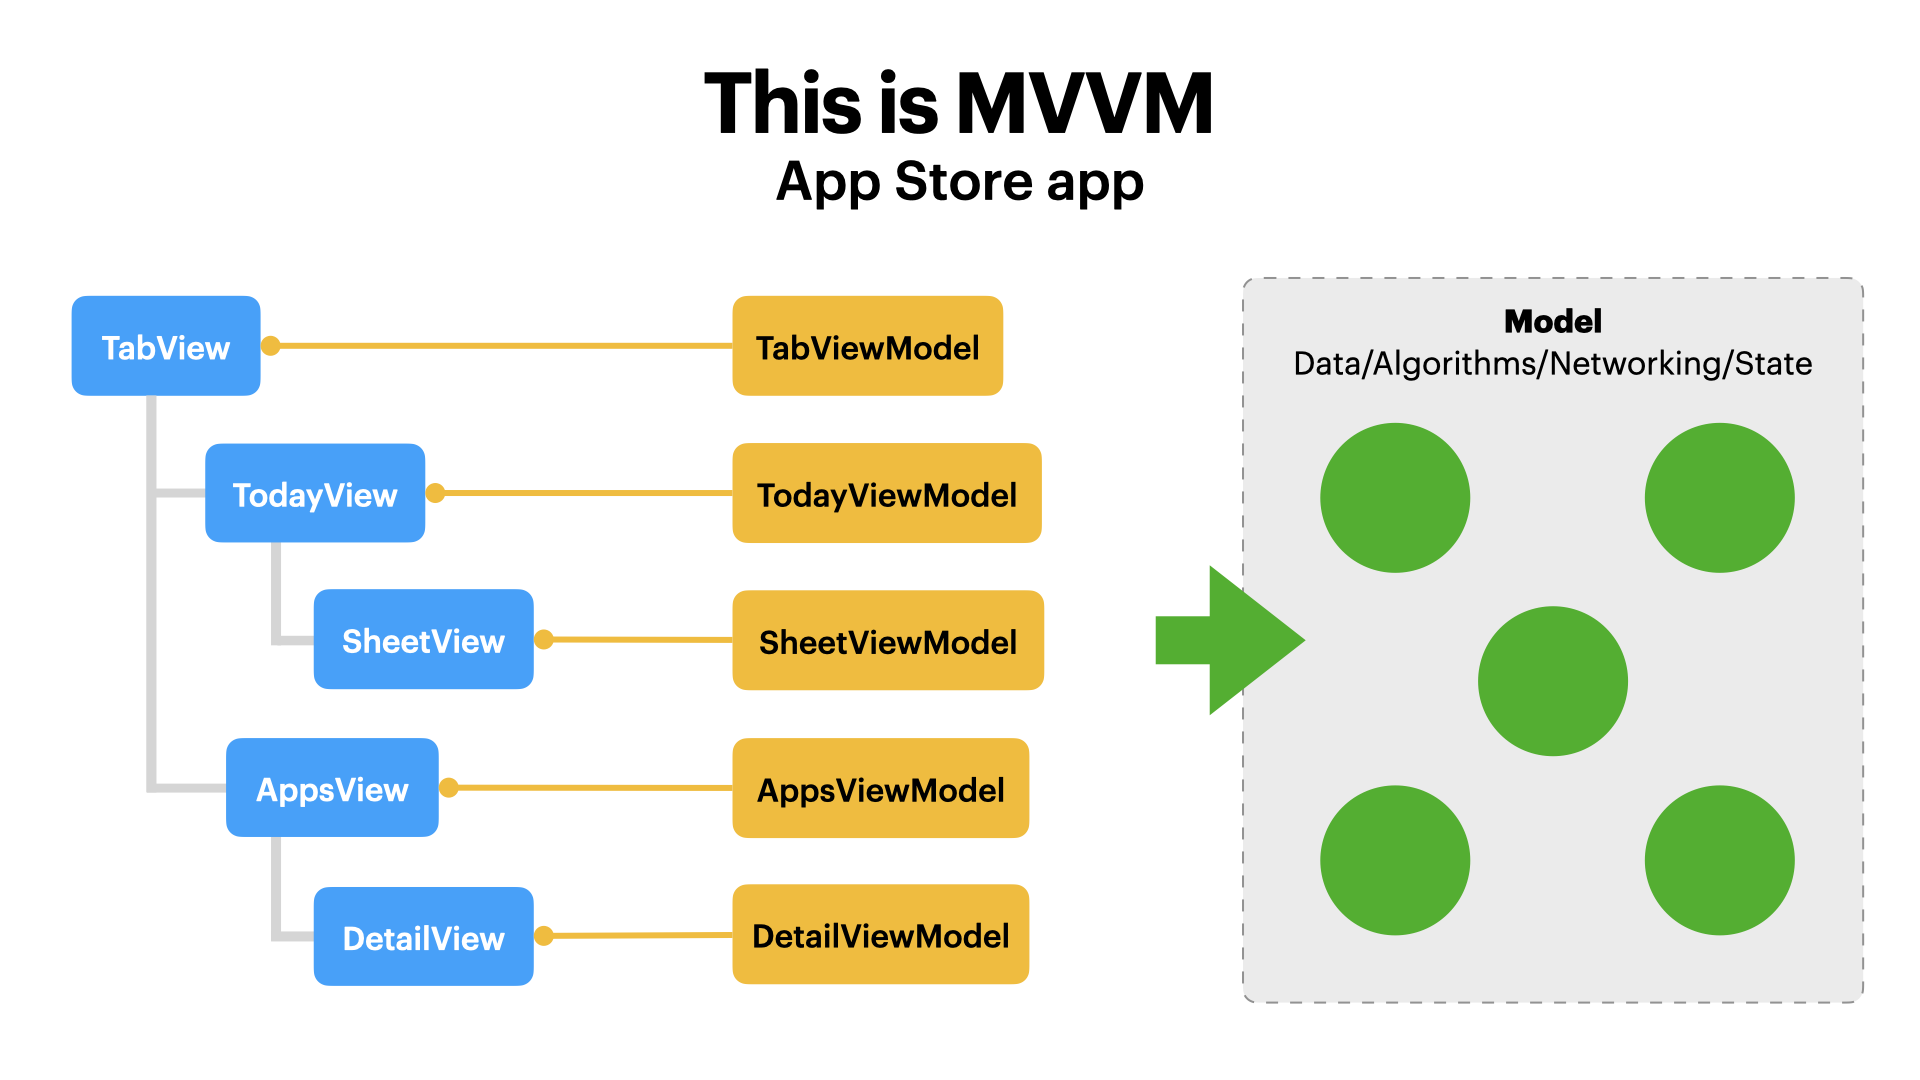 This is MVVM
App Store app
TabView
TabViewModel
TodayView
TodayViewModel
SheetView
SheetViewModel
AppsView
AppsViewModel
DetailView
DetailViewModel
Model
Data/Algorithms/Networking/State